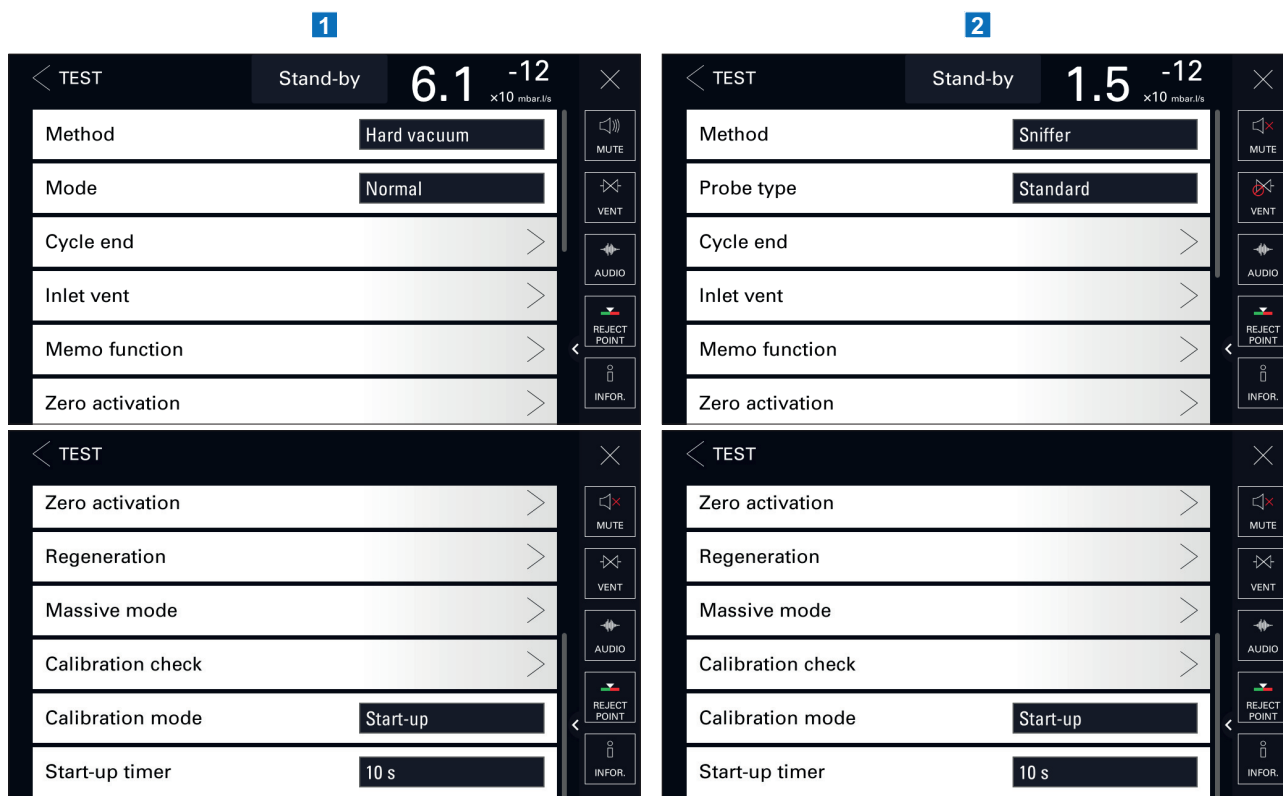 1
TEST
Stand-by
6.1 ×10 -12 mbar.l/s
Method
Hard vacuum
MUTE
Mode
Normal
VENT
Cycle end
AUDIO
Inlet vent
REJECT
POINT
Memo function
INFOR.
Zero activation
TEST
Zero activation
MUTE
Regeneration
VENT
Massive mode
AUDIO
Calibration check
REJECT
POINT
Calibration mode
Start-up
INFOR.
Start-up timer
10 s
2
TEST
Stand-by
1.5 ×10 -12 mbar.l/s
Method
Sniffer
MUTE
Probe type
Standard
VENT
Cycle end
AUDIO
Inlet vent
REJECT
POINT
Memo function
INFOR.
Zero activation
TEST
Zero activation
MUTE
Regeneration
VENT
Massive mode
AUDIO
Calibration check
REJECT
POINT
Calibration mode
Start-up
INFOR.
Start-up timer
10 s